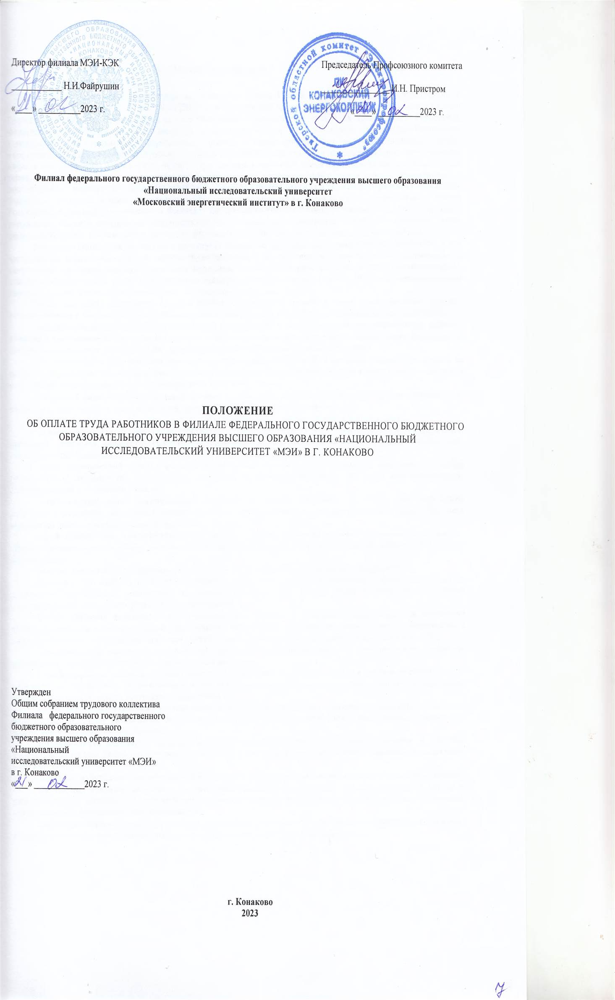 Директор филиала МЭИ-КЭК
____________ Н.И.Файрушин
«21» 02 2023 г.
Председатель Профсоюзного комитета
И.Н. Пристром
«21» 02 2023 г.
Тверской областной комитет "Электропрофсоюз"
ПК
КОНАКОВСКИЙ
ЭНЕРГОКОЛЛЕДЖ
Филиал федерального государственного бюджетного образовательного учреждения высшего образования
«Национальный исследовательский университет
«Московский энергетический институт» в г. Конаково
ПОЛОЖЕНИЕ
ОБ ОПЛАТЕ ТРУДА РАБОТНИКОВ В ФИЛИАЛЕ ФЕДЕРАЛЬНОГО ГОСУДАРСТВЕННОГО БЮДЖЕТНОГО
ОБРАЗОВАТЕЛЬНОГО УЧРЕЖДЕНИЯ ВЫСШЕГО ОБРАЗОВАНИЯ «НАЦИОНАЛЬНЫЙ
ИССЛЕДОВАТЕЛЬСКИЙ УНИВЕРСИТЕТ «МЭИ» В Г. КОНАКОВО
Утвержден
Общим собранием трудового коллектива
Филиала федерального государственного
бюджетного образовательного
учреждения высшего образования
«Национальный
исследовательский университет «МЭИ»
в г. Конаково
«21» 02 2023 г.
г. Конаково
2023
7